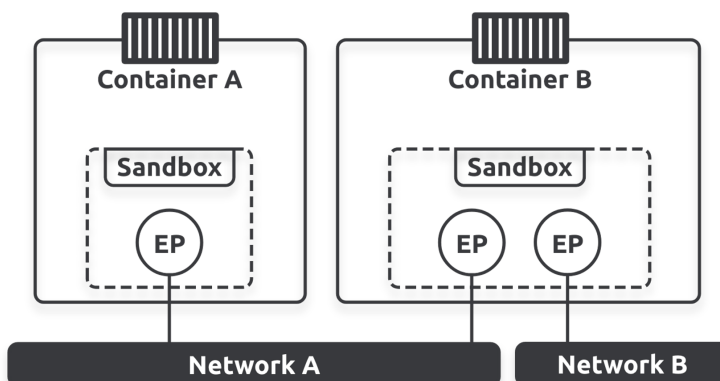 Container A
Container B
Sandbox
Sandbox
EP
EP
EP
Network A
Network B